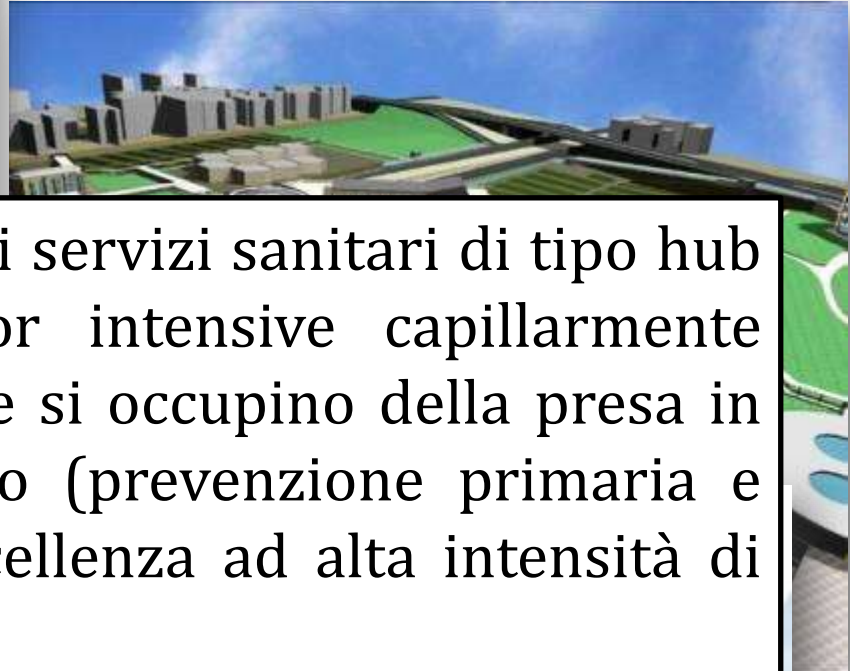 i servizi sanitari di tipo hub
or intensive capillarmente
e si occupino della presa in
o (prevenzione primaria e
cellenza ad alta intensità di